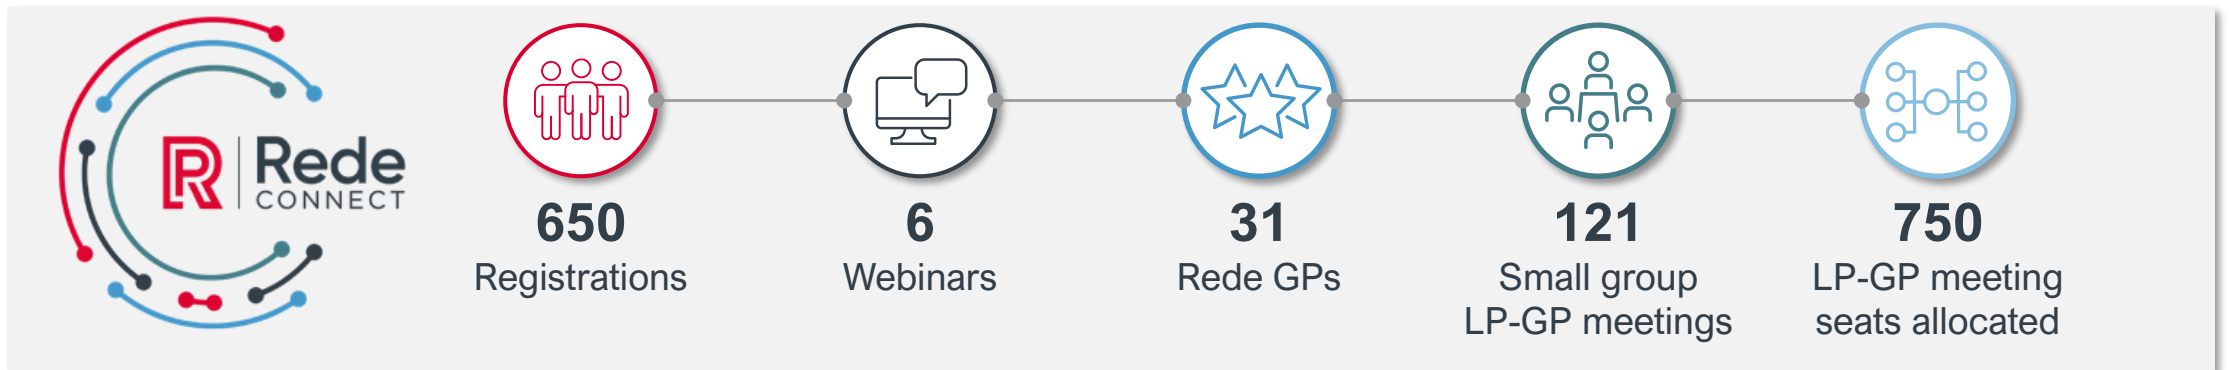 R Rede
CONNECT
650
Registrations
6
Webinars
31
Rede GPs
121
Small group
LP-GP meetings
750
LP-GP meeting
seats allocated